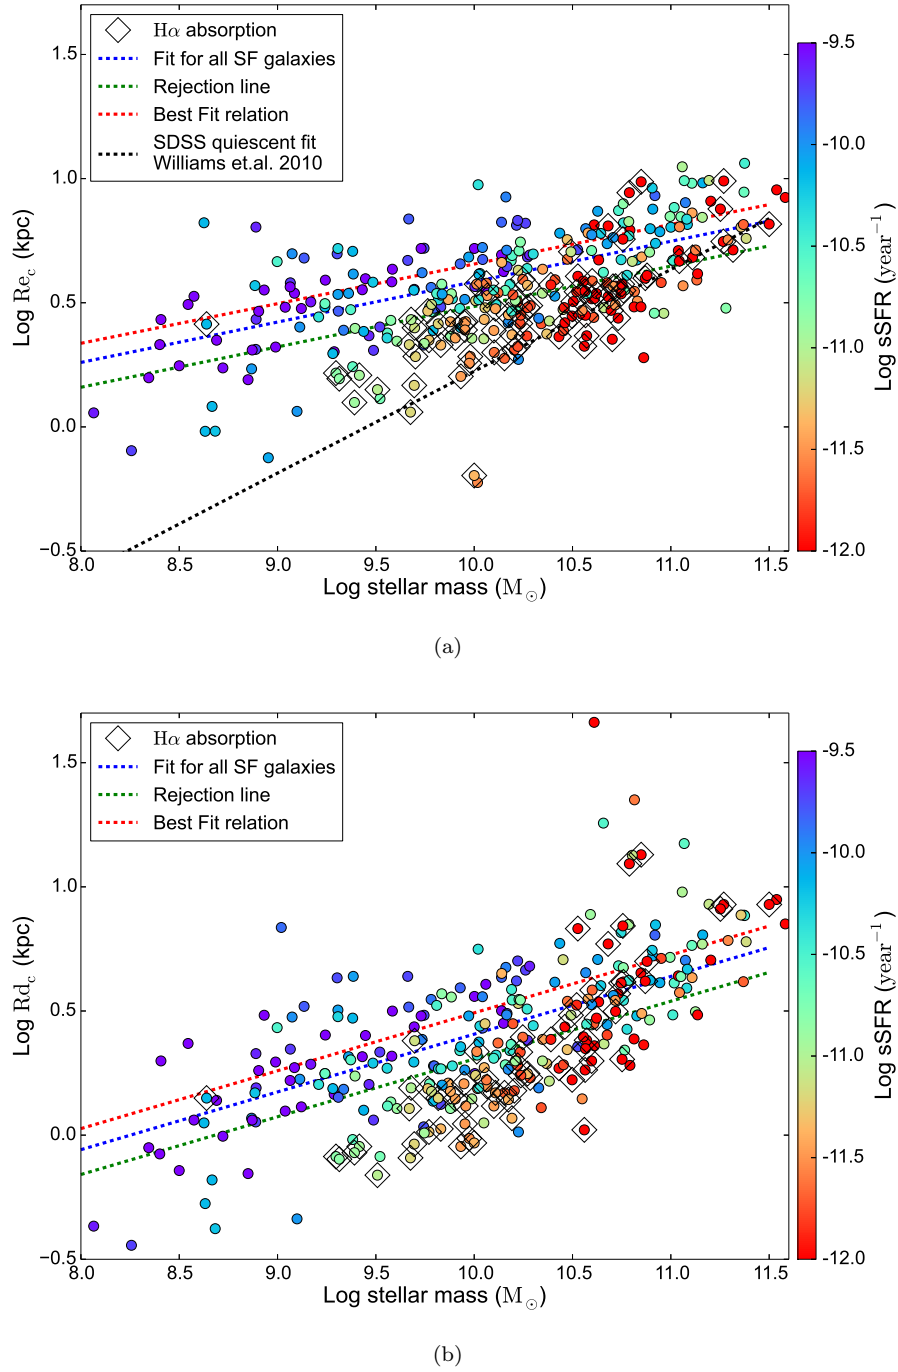 Hα absorption
Fit for all SF galaxies
Rejection line
Best Fit relation
SDSS quiescent fit
Williams et.al. 2010
1.5
1.0
0.5
0.0
−0.5
Log Re_c (kpc)
8.0 8.5 9.0 9.5 10.0 10.5 11.0 11.5
Log stellar mass (M_⊙)
-9.5
-10.0
-10.5
-11.0
-11.5
-12.0
Log sSFR (year⁻¹)
(a)
Hα absorption
Fit for all SF galaxies
Rejection line
Best Fit relation
1.5
1.0
0.5
0.0
−0.5
Log Rd_c (kpc)
8.0 8.5 9.0 9.5 10.0 10.5 11.0 11.5
Log stellar mass (M_⊙)
-9.5
-10.0
-10.5
-11.0
-11.5
-12.0
Log sSFR (year⁻¹)
(b)